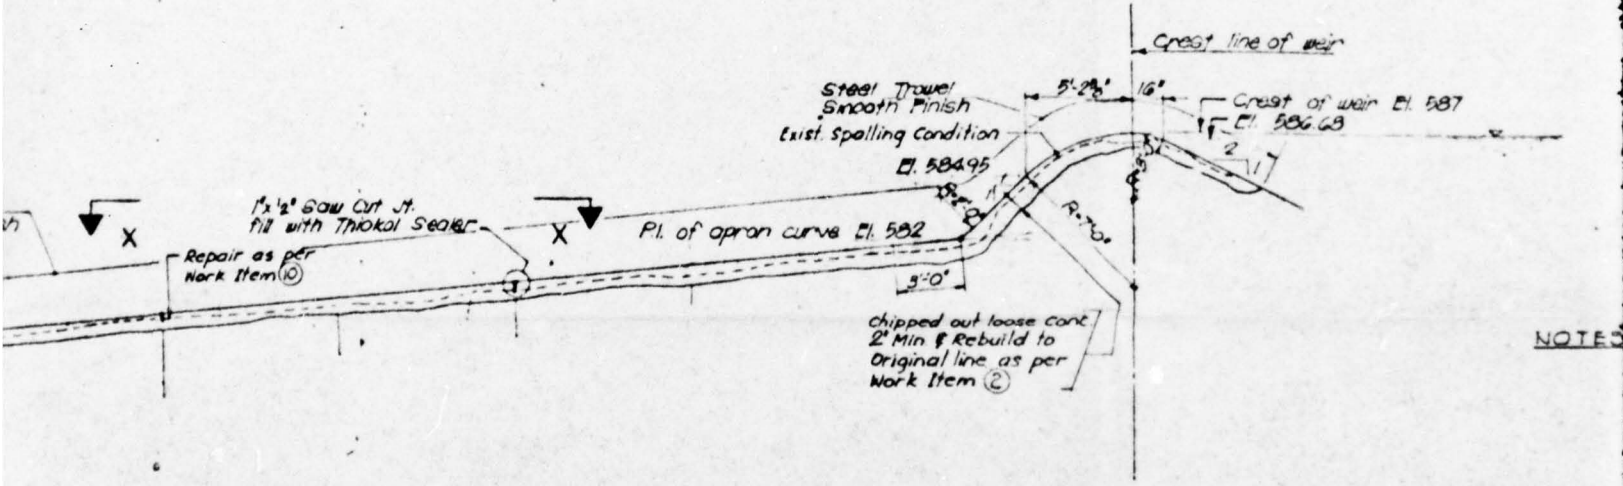 Crest line of weir
Steel Trowel
Smooth Finish
Exist. Spalling Condition
16"
Crest of weir El. 587
El. 586.68
2
1
El. 584.95
1"x½" Saw Cut Jt.
fill with Thiokol Sealer
X
X
P.I. of apron curve El. 582
R=7'-0"
Repair as per
Work Item 10
3'-0"
Chipped out loose conc.
2" Min & Rebuild to
Original line as per
Work Item 2
NOTES